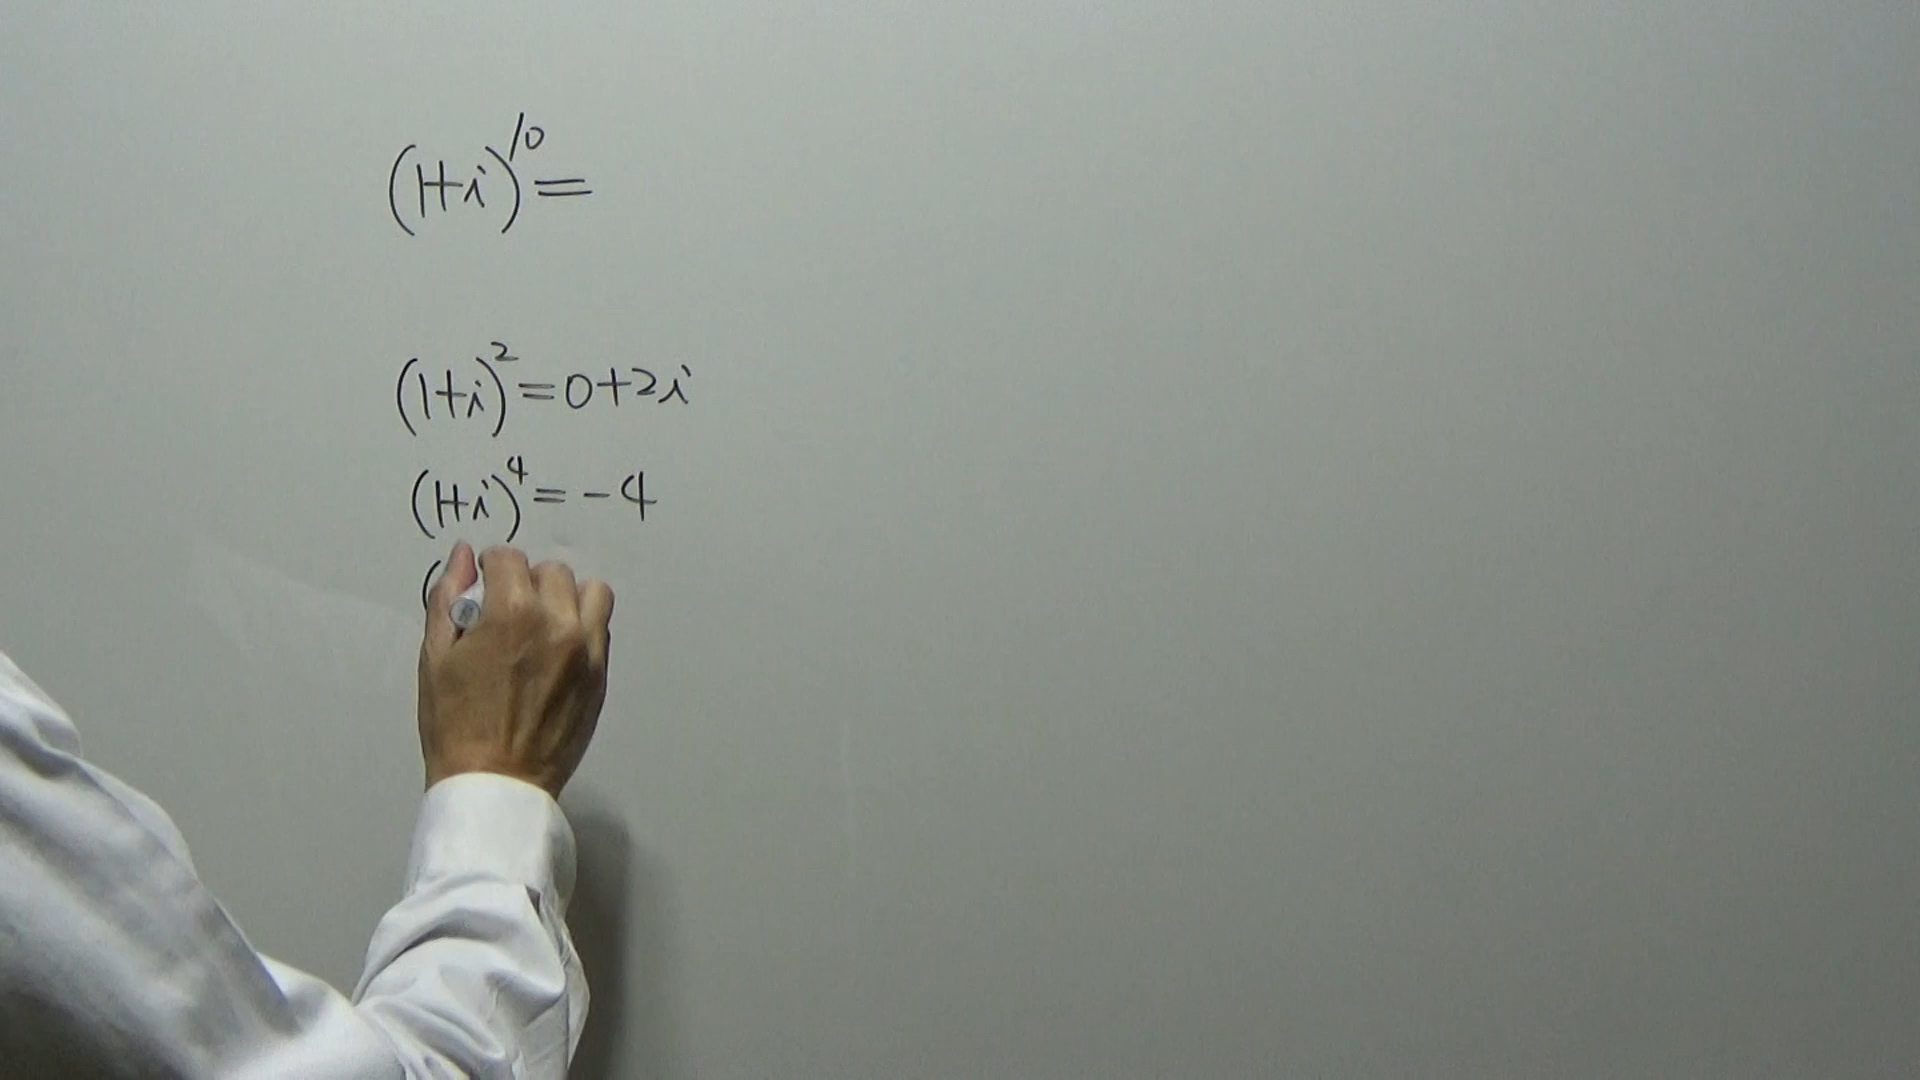 (1+i)^10 =
(1+i)^2 = 0+2i
(1+i)^4 = -4
(